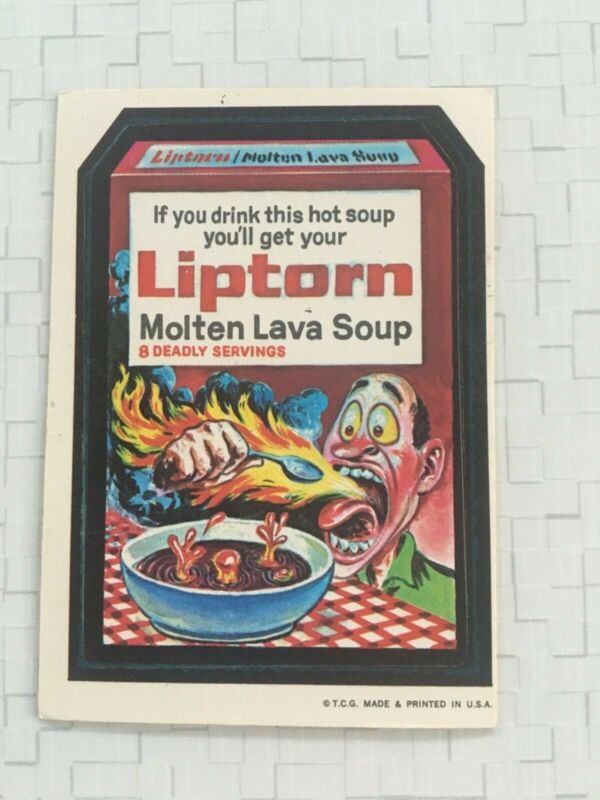 Liptorn / Molten Lava Soup
If you drink this hot soup
you'll get your
Liptorn
Molten Lava Soup
8 DEADLY SERVINGS
© T.C.G. MADE & PRINTED IN U.S.A.